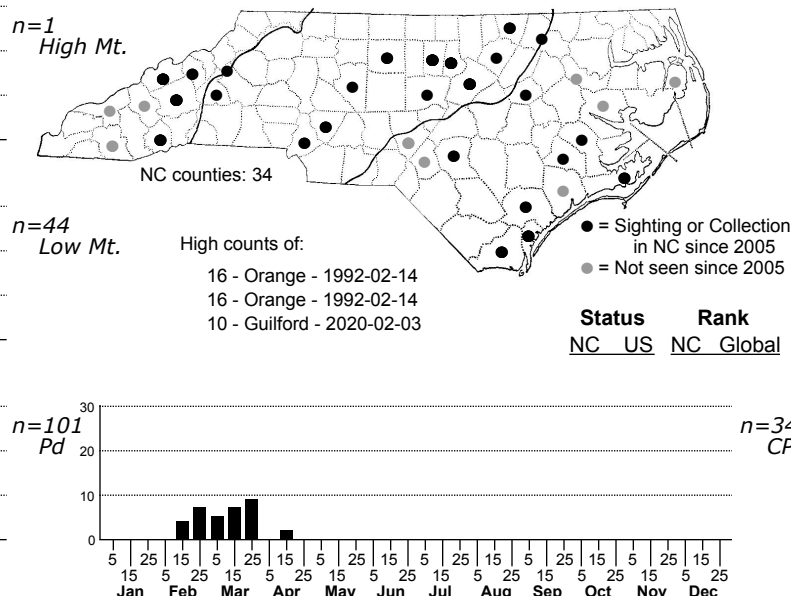 n=1
High Mt.
NC counties: 34
n=44
Low Mt.
High counts of:
16 - Orange - 1992-02-14
16 - Orange - 1992-02-14
10 - Guilford - 2020-02-03
= Sighting or Collection
in NC since 2005
= Not seen since 2005
Status Rank
NC US NC Global
n=101
Pd
n=34
CP
30
20
10
0
5 25 15 5 25 15 5 25 15 5 25 15 5 25 15 5 25 15
15 5 25 15 5 25 15 5 25 15 5 25 15 5 25 15 5 25
Jan Feb Mar Apr May Jun Jul Aug Sep Oct Nov Dec